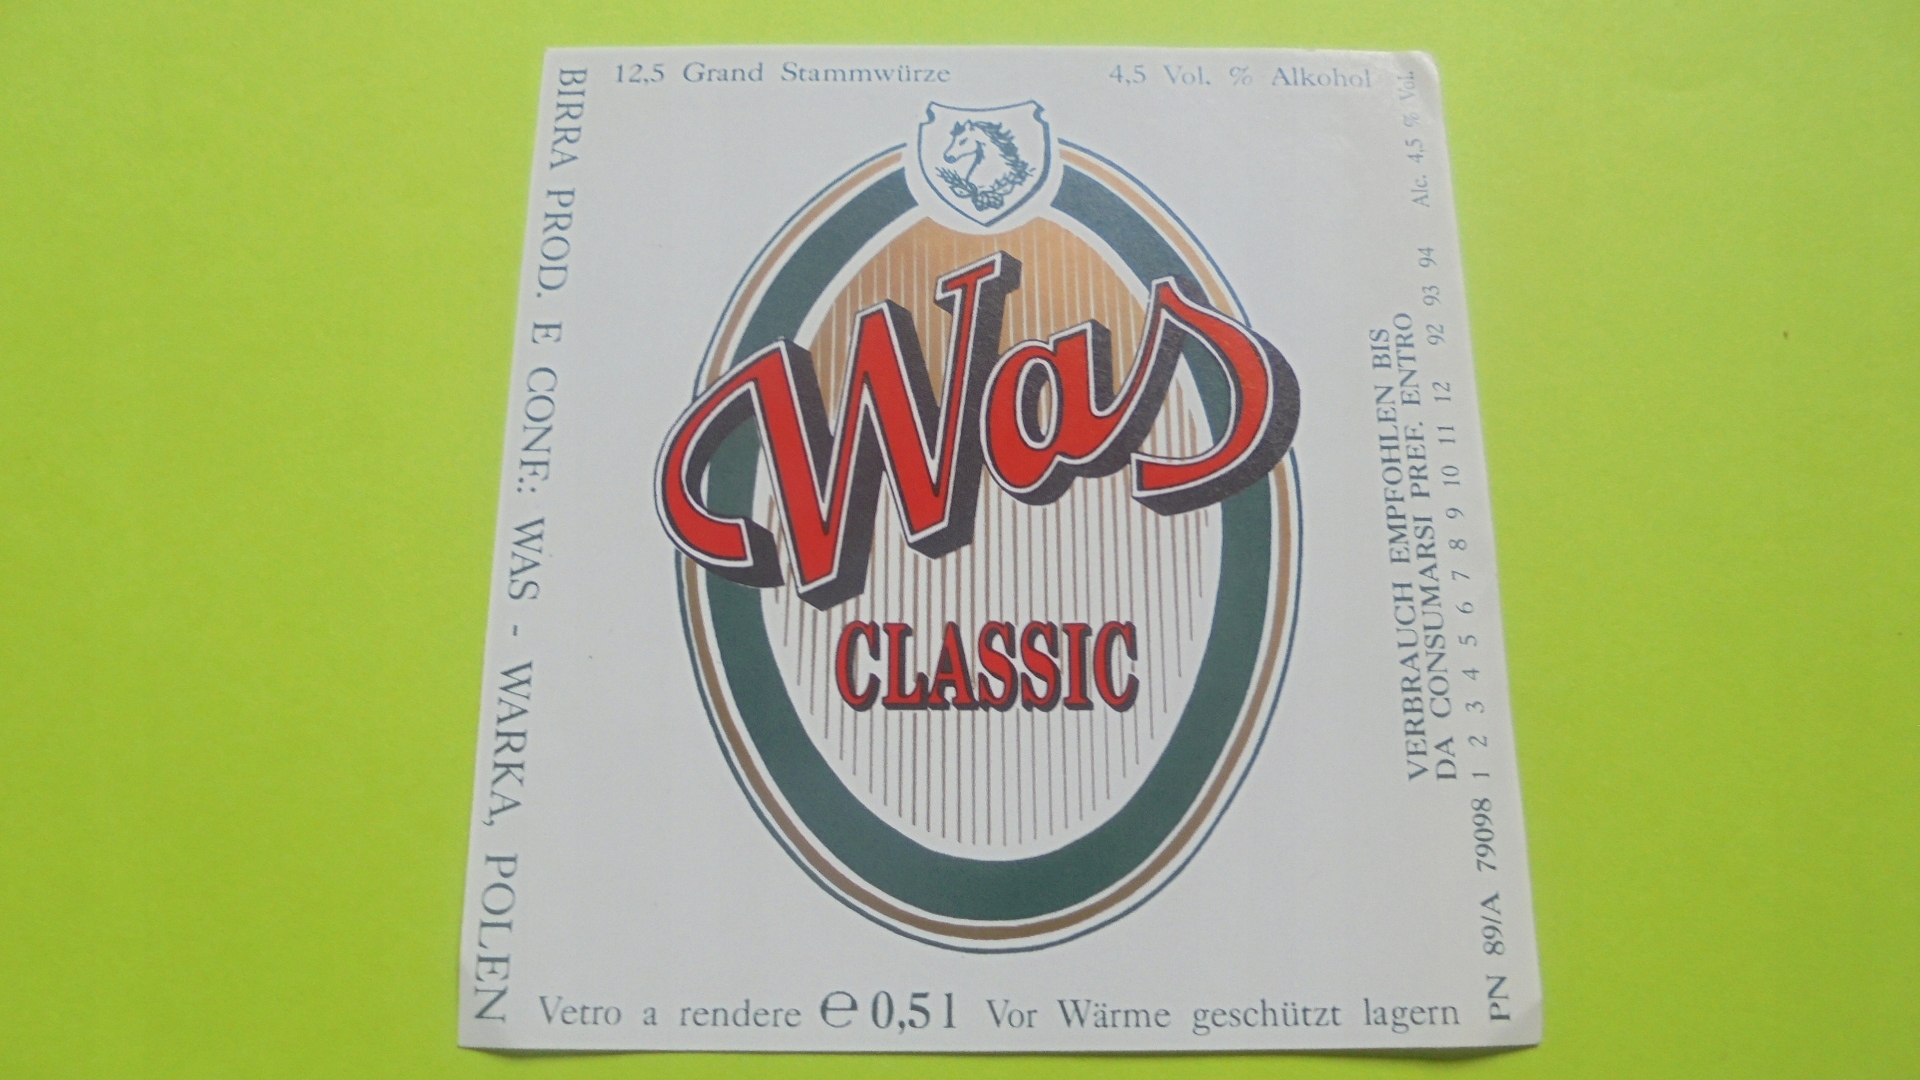 12,5 Grand Stammwürze
4,5 Vol. % Alkohol
BIRRA PROD. E CONF.: WAS - WARKA, POLEN
Was
CLASSIC
Vetro a rendere ℮ 0,5 l Vor Wärme geschützt lagern
VERBRAUCH EMPFOHLEN BIS
DA CONSUMARSI PREF. ENTRO
1 2 3 4 5 6 7 8 9 10 11 12 92 93 94 Alc. 4,5 % Vol.
PN 89/A 79098